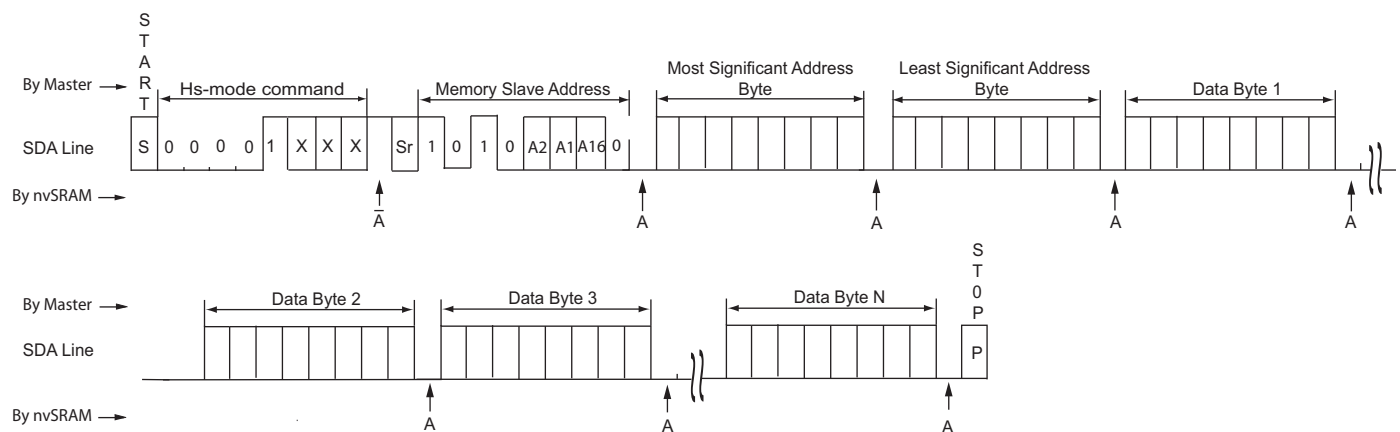 START
By Master
Hs-mode command
Memory Slave Address
Most Significant Address Byte
Least Significant Address Byte
Data Byte 1
SDA Line
S 0 0 0 0 1 X X X Sr 1 0 1 0 A2 A1 A16 0
By nvSRAM
A̅ A A A A
ST0P
By Master
Data Byte 2
Data Byte 3
Data Byte N
SDA Line
P
By nvSRAM
A A A